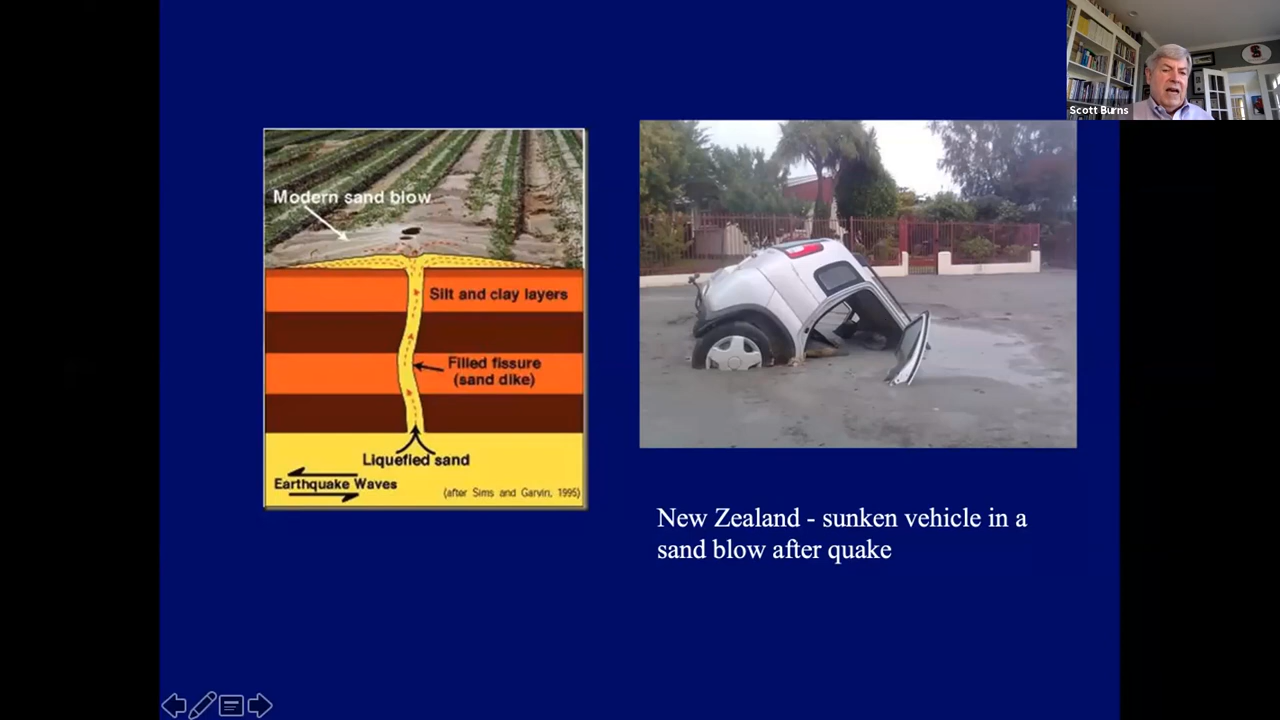 Scott Burns
Modern sand blow
Silt and clay layers
Filled fissure
(sand dike)
Liquefied sand
Earthquake Waves
(after Sims and Garvin, 1995)
New Zealand - sunken vehicle in a
sand blow after quake